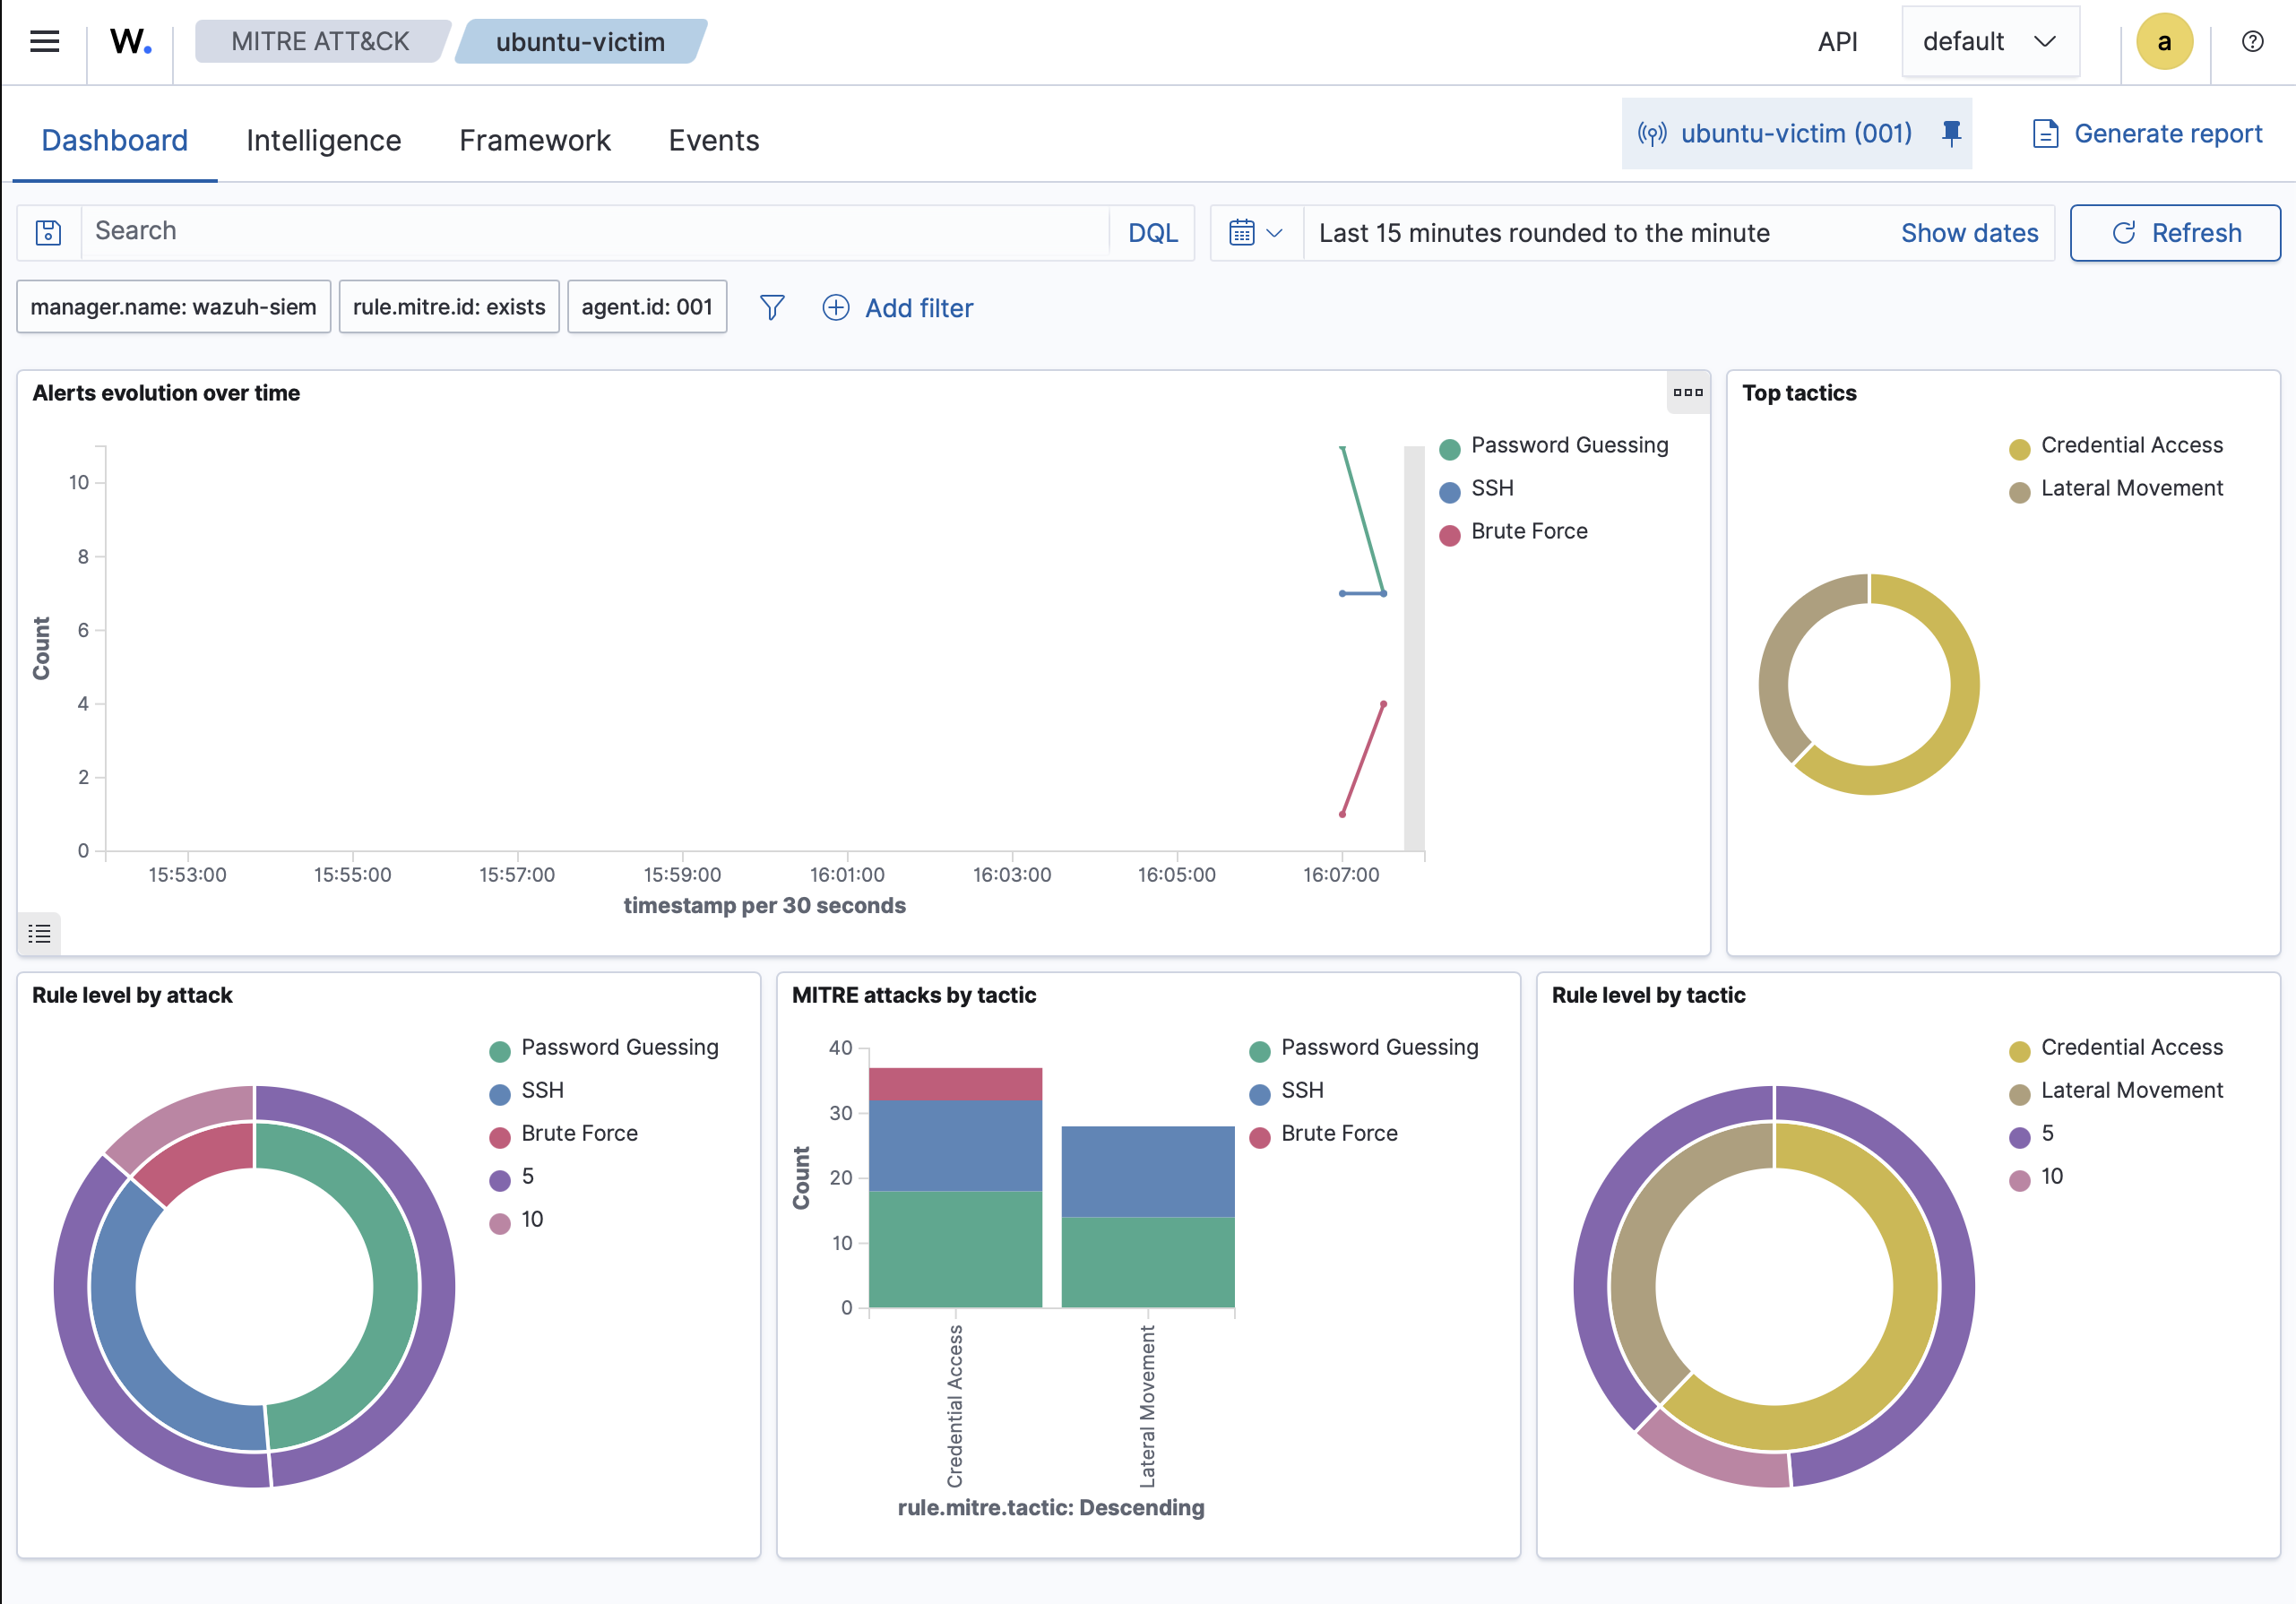 W. MITRE ATT&CK ubuntu-victim API default a
Dashboard Intelligence Framework Events ubuntu-victim (001) Generate report
Search DQL Last 15 minutes rounded to the minute Show dates Refresh
manager.name: wazuh-siem rule.mitre.id: exists agent.id: 001 Add filter
Alerts evolution over time
10
8
6
4
2
0
Count
15:53:00 15:55:00 15:57:00 15:59:00 16:01:00 16:03:00 16:05:00 16:07:00
timestamp per 30 seconds
Password Guessing
SSH
Brute Force
Top tactics
Credential Access
Lateral Movement
Rule level by attack
Password Guessing
SSH
Brute Force
5
10
MITRE attacks by tactic
40
30
20
10
0
Count
Credential Access
Lateral Movement
rule.mitre.tactic: Descending
Password Guessing
SSH
Brute Force
Rule level by tactic
Credential Access
Lateral Movement
5
10